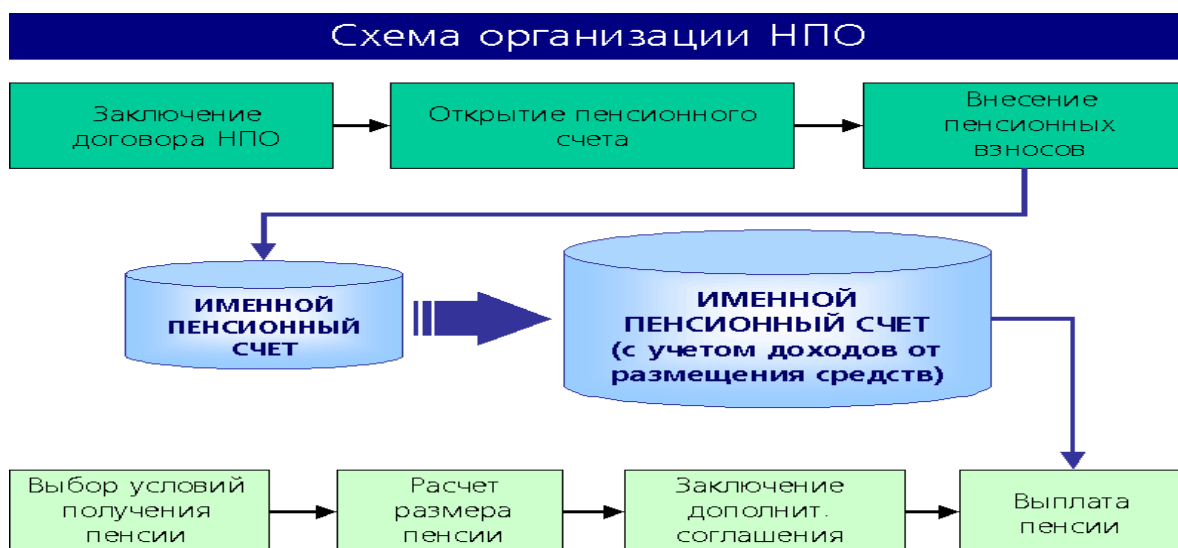 Схема организации НПО
Заключение
договора НПО
Открытие пенсионного
счета
Внесение
пенсионных
взносов
ИМЕННОЙ
ПЕНСИОННЫЙ
СЧЕТ
ИМЕННОЙ
ПЕНСИОННЫЙ СЧЕТ
(с учетом доходов от
размещения средств)
Выбор условий
получения
пенсии
Расчет
размера
пенсии
Заключение
дополнит.
соглашения
Выплата
пенсии